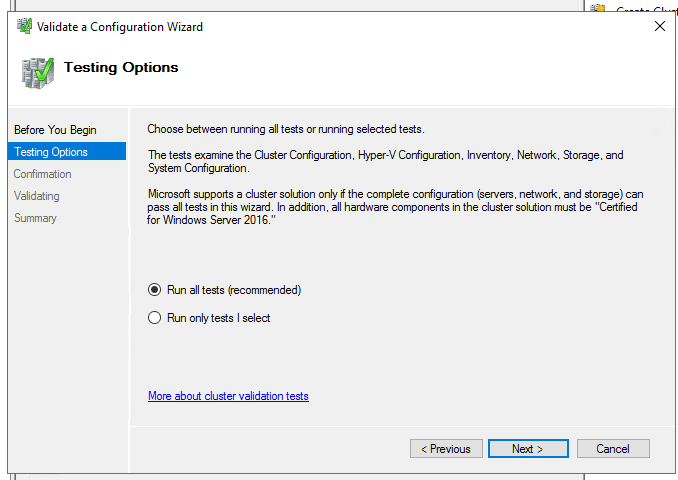 Create Clust
Validate a Configuration Wizard
Testing Options
Before You Begin
Testing Options
Confirmation
Validating
Summary
Choose between running all tests or running selected tests.
The tests examine the Cluster Configuration, Hyper-V Configuration, Inventory, Network, Storage, and
System Configuration.
Microsoft supports a cluster solution only if the complete configuration (servers, network, and storage) can
pass all tests in this wizard. In addition, all hardware components in the cluster solution must be "Certified
for Windows Server 2016."
Run all tests (recommended)
Run only tests I select
More about cluster validation tests
< Previous
Next >
Cancel